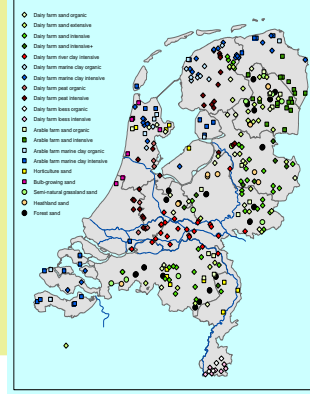 Dairy farm sand organic
Dairy farm sand extensive
Dairy farm sand intensive
Dairy farm sand intensive+
Dairy farm river clay intensive
Dairy farm marine clay organic
Dairy farm marine clay intensive
Dairy farm peat organic
Dairy farm peat intensive
Dairy farm loess organic
Dairy farm loess intensive
Arable farm sand organic
Arable farm sand intensive
Arable farm marine clay organic
Arable farm marine clay intensive
Horticulture sand
Bulb-growing sand
Semi-natural grassland sand
Heathland sand
Forest sand